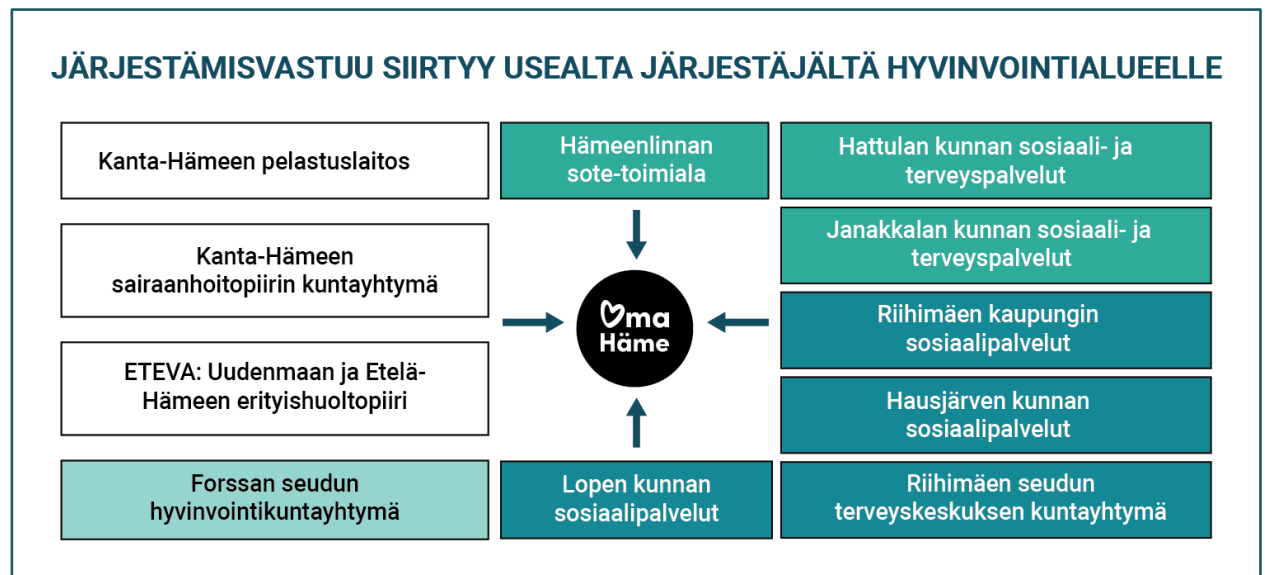 JÄRJESTÄMISVASTUU SIIRTYY USEALTA JÄRJESTÄJÄLTÄ HYVINVOINTIALUEELLE
Kanta-Hämeen pelastuslaitos
Kanta-Hämeen
sairaanhoitopiirin kuntayhtymä
ETEVA: Uudenmaan ja Etelä-
Hämeen erityishuoltopiiri
Forssan seudun
hyvinvointikuntayhtymä
Hämeenlinnan
sote-toimiala
Oma
Häme
Lopen kunnan
sosiaalipalvelut
Hattulan kunnan sosiaali- ja
terveyspalvelut
Janakkalan kunnan sosiaali- ja
terveyspalvelut
Riihimäen kaupungin
sosiaalipalvelut
Hausjärven kunnan
sosiaalipalvelut
Riihimäen seudun
terveyskeskuksen kuntayhtymä